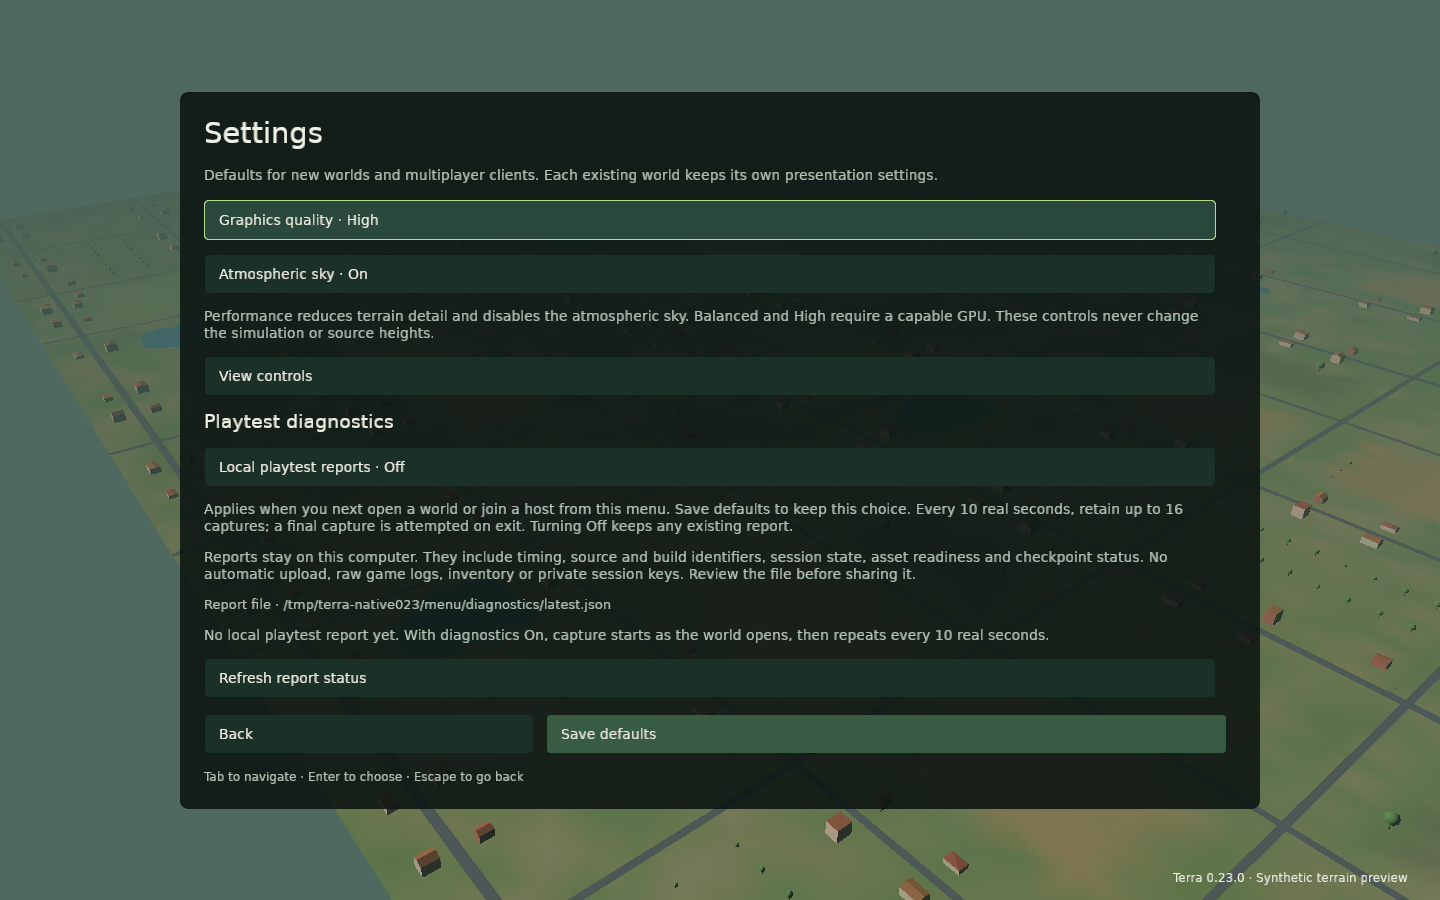 Settings
Defaults for new worlds and multiplayer clients. Each existing world keeps its own presentation settings.
Graphics quality · High
Atmospheric sky · On
Performance reduces terrain detail and disables the atmospheric sky. Balanced and High require a capable GPU. These controls never change
the simulation or source heights.
View controls
Playtest diagnostics
Local playtest reports · Off
Applies when you next open a world or join a host from this menu. Save defaults to keep this choice. Every 10 real seconds, retain up to 16
captures; a final capture is attempted on exit. Turning Off keeps any existing report.
Reports stay on this computer. They include timing, source and build identifiers, session state, asset readiness and checkpoint status. No
automatic upload, raw game logs, inventory or private session keys. Review the file before sharing it.
Report file · /tmp/terra-native023/menu/diagnostics/latest.json
No local playtest report yet. With diagnostics On, capture starts as the world opens, then repeats every 10 real seconds.
Refresh report status
Back
Save defaults
Tab to navigate · Enter to choose · Escape to go back
Terra 0.23.0 · Synthetic terrain preview